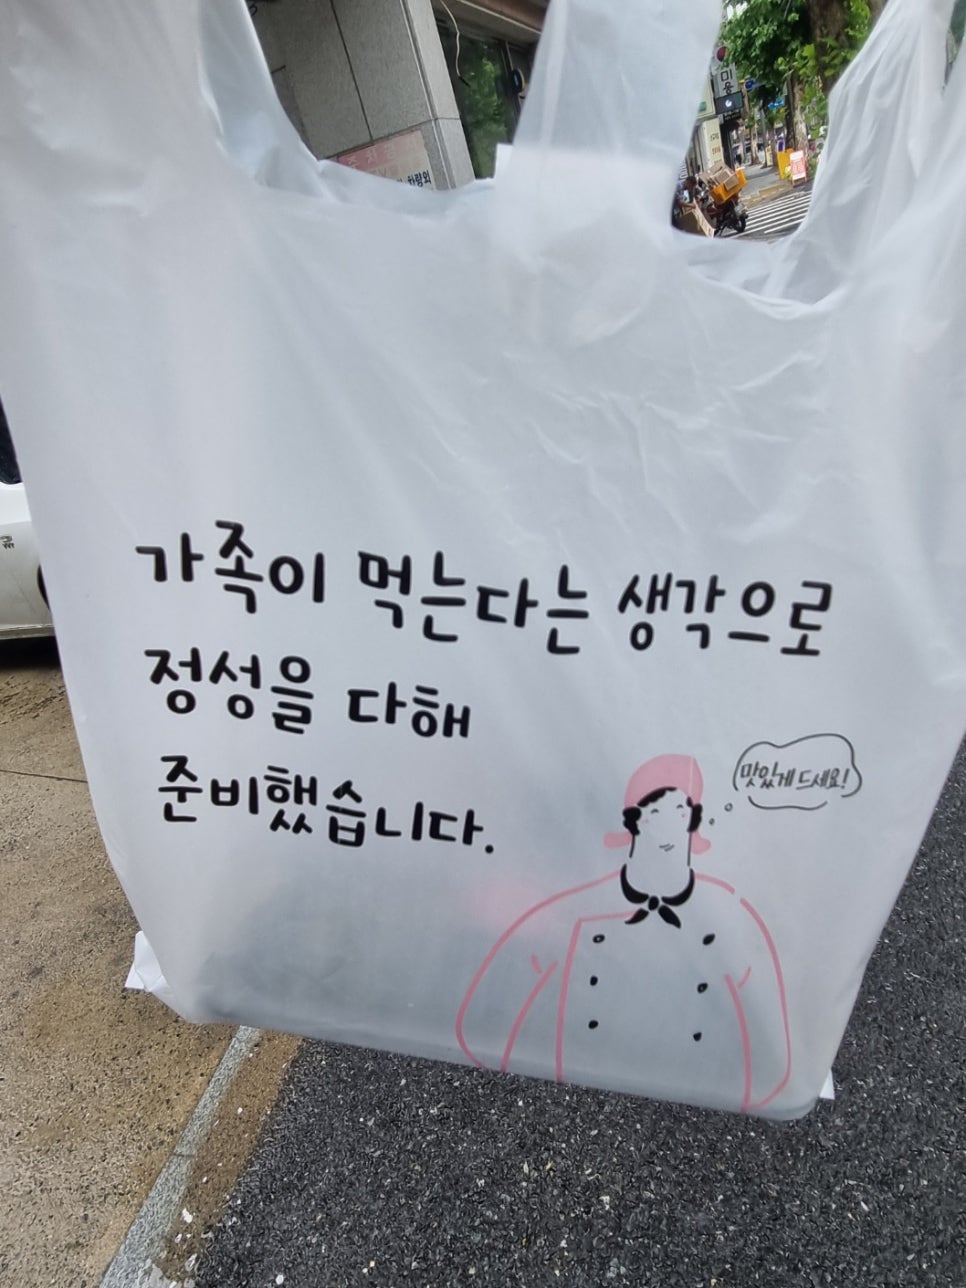 가족이 먹는다는 생각으로
정성을 다해
준비했습니다.
맛있게 드세요!